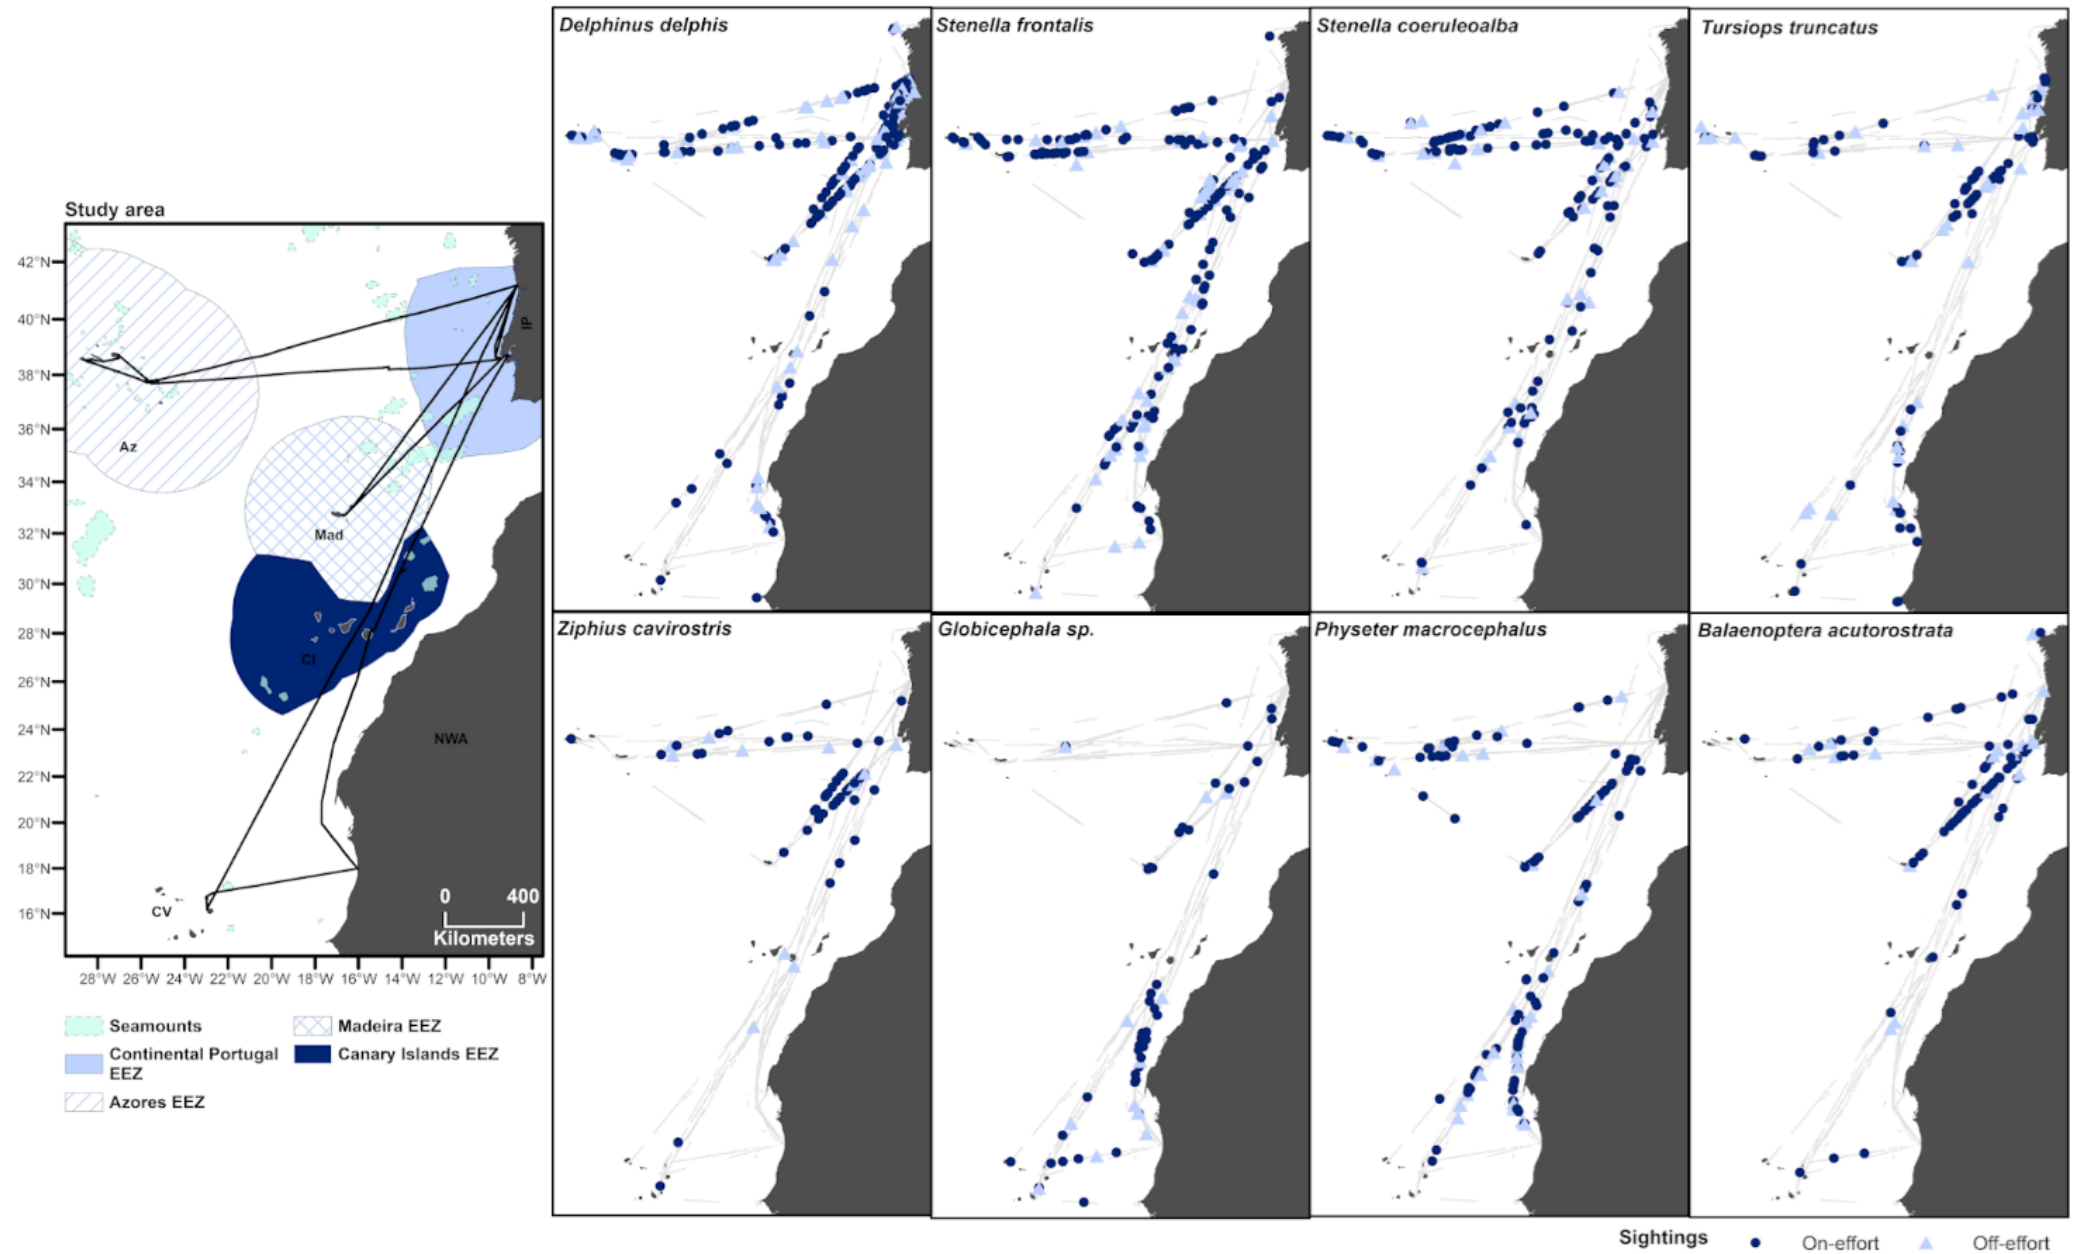 Study area
42°N
40°N
38°N
36°N
34°N
32°N
30°N
28°N
26°N
24°N
22°N
20°N
18°N
16°N
28°W 26°W 24°W 22°W 20°W 18°W 16°W 14°W 12°W 10°W 8°W
IP
Az
Mad
CI
NWA
CV
0 400
Kilometers
Seamounts
Continental Portugal
EEZ
Azores EEZ
Madeira EEZ
Canary Islands EEZ
Delphinus delphis
Stenella frontalis
Stenella coeruleoalba
Tursiops truncatus
Ziphius cavirostris
Globicephala sp.
Physeter macrocephalus
Balaenoptera acutorostrata
Sightings On-effort Off-effort